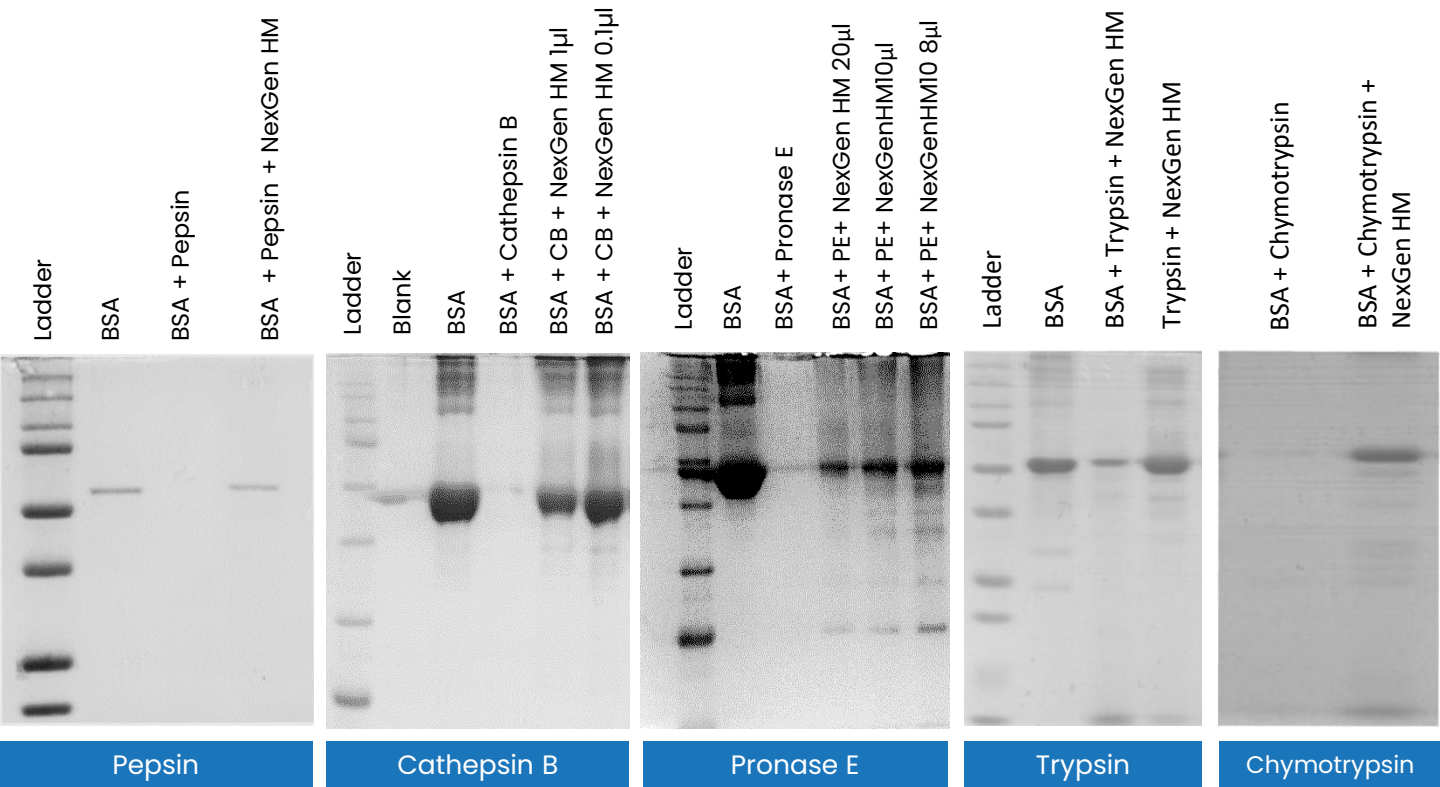 Ladder
BSA
BSA + Pepsin
BSA + Pepsin + NexGen HM
Ladder
Blank
BSA
BSA + Cathepsin B
BSA + CB + NexGen HM 1µl
BSA + CB + NexGen HM 0.1µl
Ladder
BSA
BSA+ Pronase E
BSA+ PE+ NexGen HM 20µl
BSA+ PE+ NexGenHM10µl
BSA+ PE+ NexGenHM10 8µl
Ladder
BSA
BSA + Trypsin + NexGen HM
Trypsin + NexGen HM
BSA + Chymotrypsin
BSA + Chymotrypsin +
NexGen HM
Pepsin
Cathepsin B
Pronase E
Trypsin
Chymotrypsin